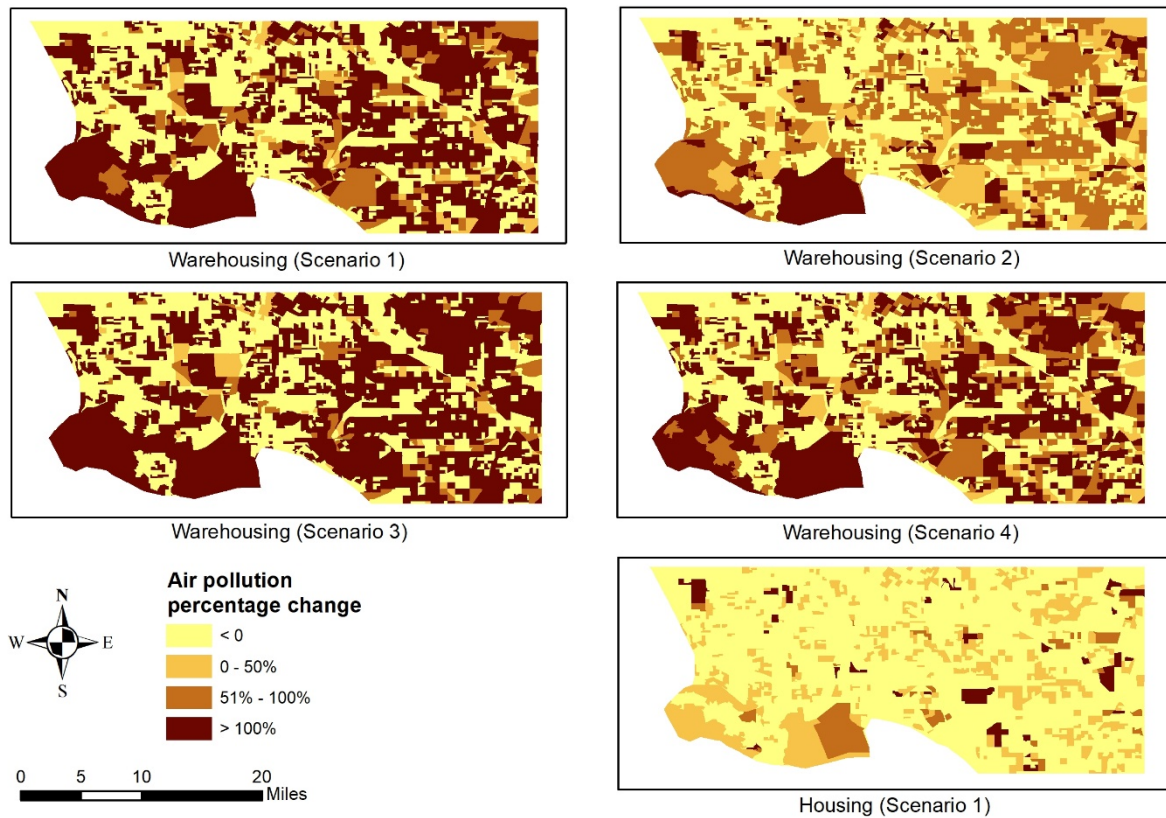 Warehousing (Scenario 1)
Warehousing (Scenario 2)
Warehousing (Scenario 3)
Warehousing (Scenario 4)
N
W
E
S
Air pollution
percentage change
< 0
0 - 50%
51% - 100%
> 100%
0 5 10 20
Miles
Housing (Scenario 1)